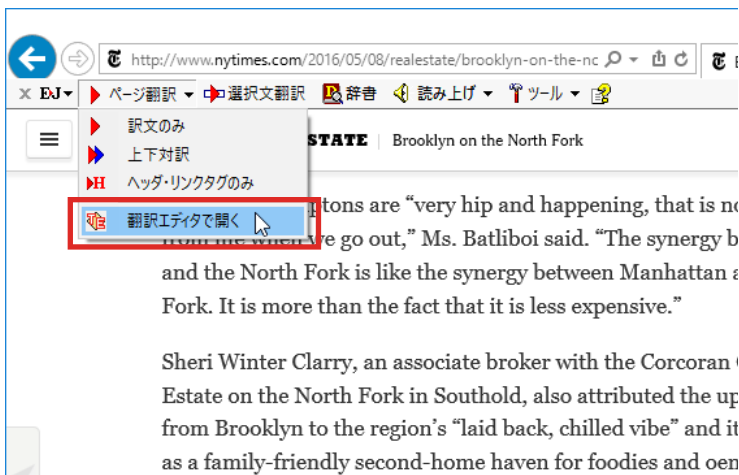 http://www.nytimes.com/2016/05/08/realestate/brooklyn-on-the-nc
× EJ▼ ページ翻訳 ▼ 選択文翻訳 辞書 読み上げ ▼ ツール ▼
訳文のみ
上下対訳
ヘッダ・リンクタグのみ
翻訳エディタで開く
STATE | Brooklyn on the North Fork
ptons are “very hip and happening, that is no
from me when we go out,” Ms. Batliboi said. “The synergy b
and the North Fork is like the synergy between Manhattan a
Fork. It is more than the fact that it is less expensive.”
Sheri Winter Clarry, an associate broker with the Corcoran
Estate on the North Fork in Southold, also attributed the up
from Brooklyn to the region’s “laid back, chilled vibe” and it
as a family-friendly second-home haven for foodies and oen